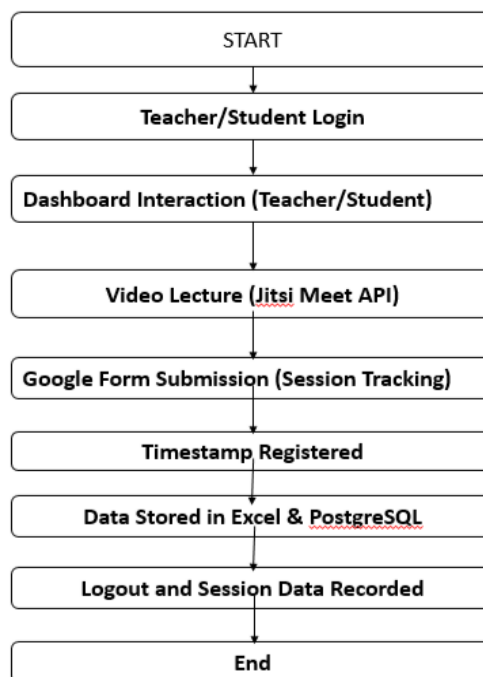 START
Teacher/Student Login
Dashboard Interaction (Teacher/Student)
Video Lecture (Jitsi Meet API)
Google Form Submission (Session Tracking)
Timestamp Registered
Data Stored in Excel & PostgreSQL
Logout and Session Data Recorded
End